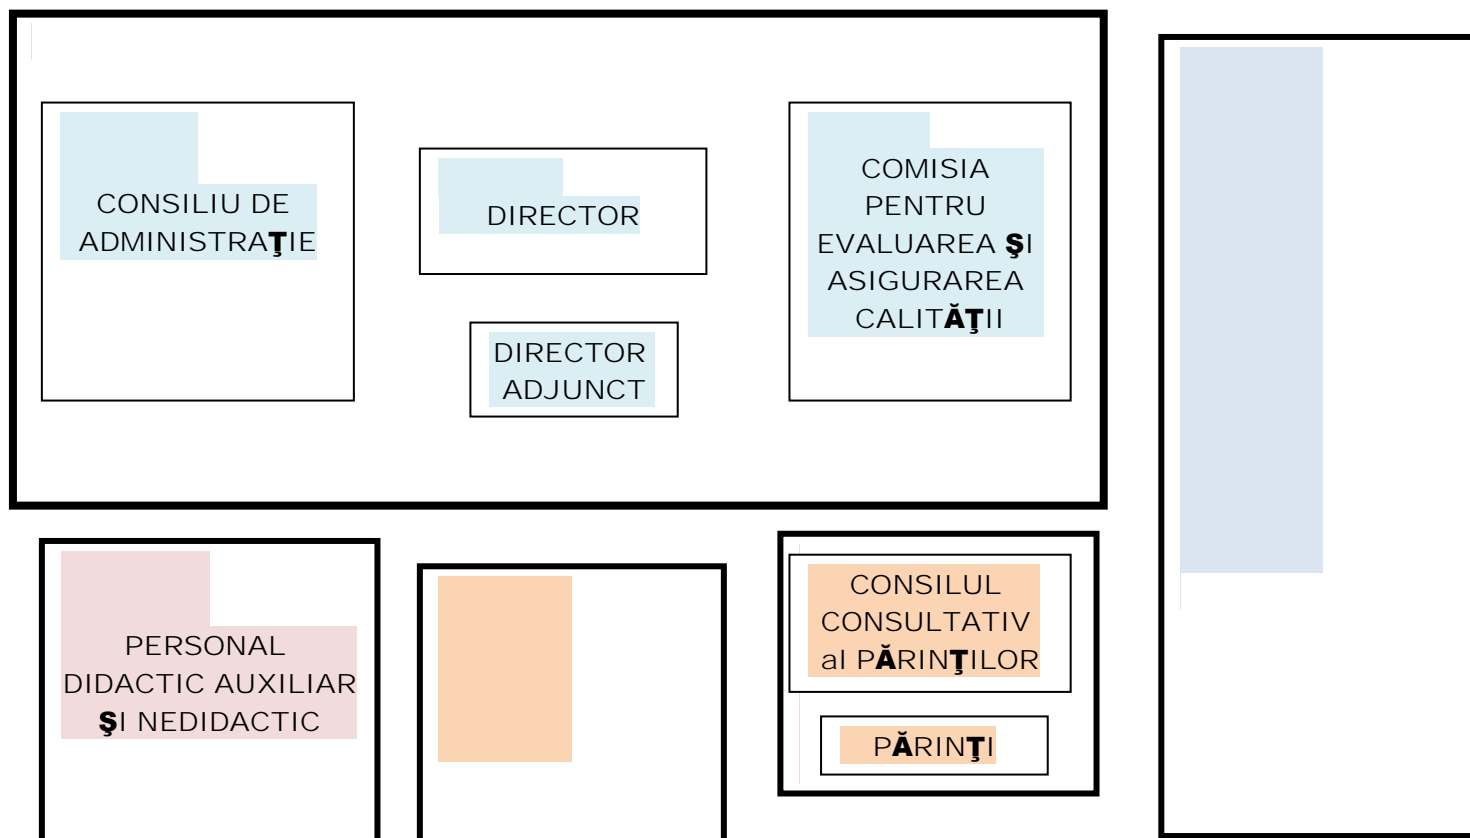 CONSILIU DE
ADMINISTRAŢIE
DIRECTOR
DIRECTOR
ADJUNCT
COMISIA
PENTRU
EVALUAREA ŞI
ASIGURAREA
CALITĂŢII
PERSONAL
DIDACTIC AUXILIAR
ŞI NEDIDACTIC
CONSILUL
CONSULTATIV
al PĂRINŢILOR
PĂRINŢI